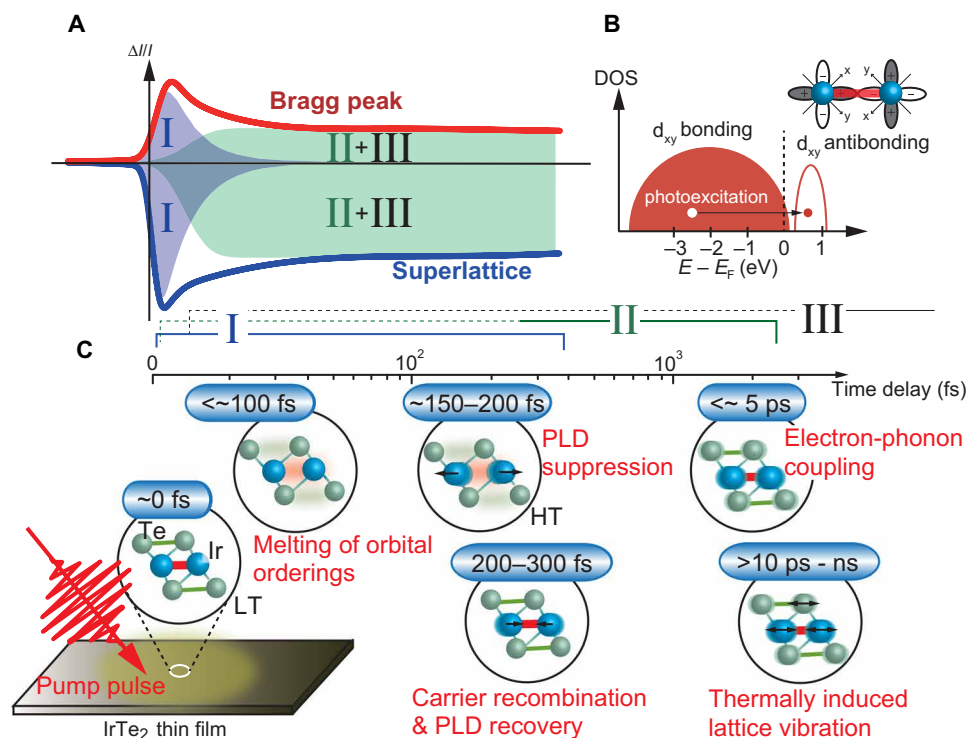 A
ΔI/I
Bragg peak
I
II+III
I
II+III
Superlattice
B
DOS
x
y
x
y
+
−
d_xy bonding
d_xy
antibonding
photoexcitation
0
−3 −2 −1 1
E − E_F (eV)
I
II
III
C
0
10²
10³
Time delay (fs)
<~100 fs
~150–200 fs
<~ 5 ps
PLD
suppression
Electron-phonon
coupling
~0 fs
Te
Ir
LT
HT
Melting of orbital
orderings
200–300 fs
>10 ps - ns
Pump pulse
Carrier recombination
& PLD recovery
Thermally induced
lattice vibration
IrTe₂ thin film